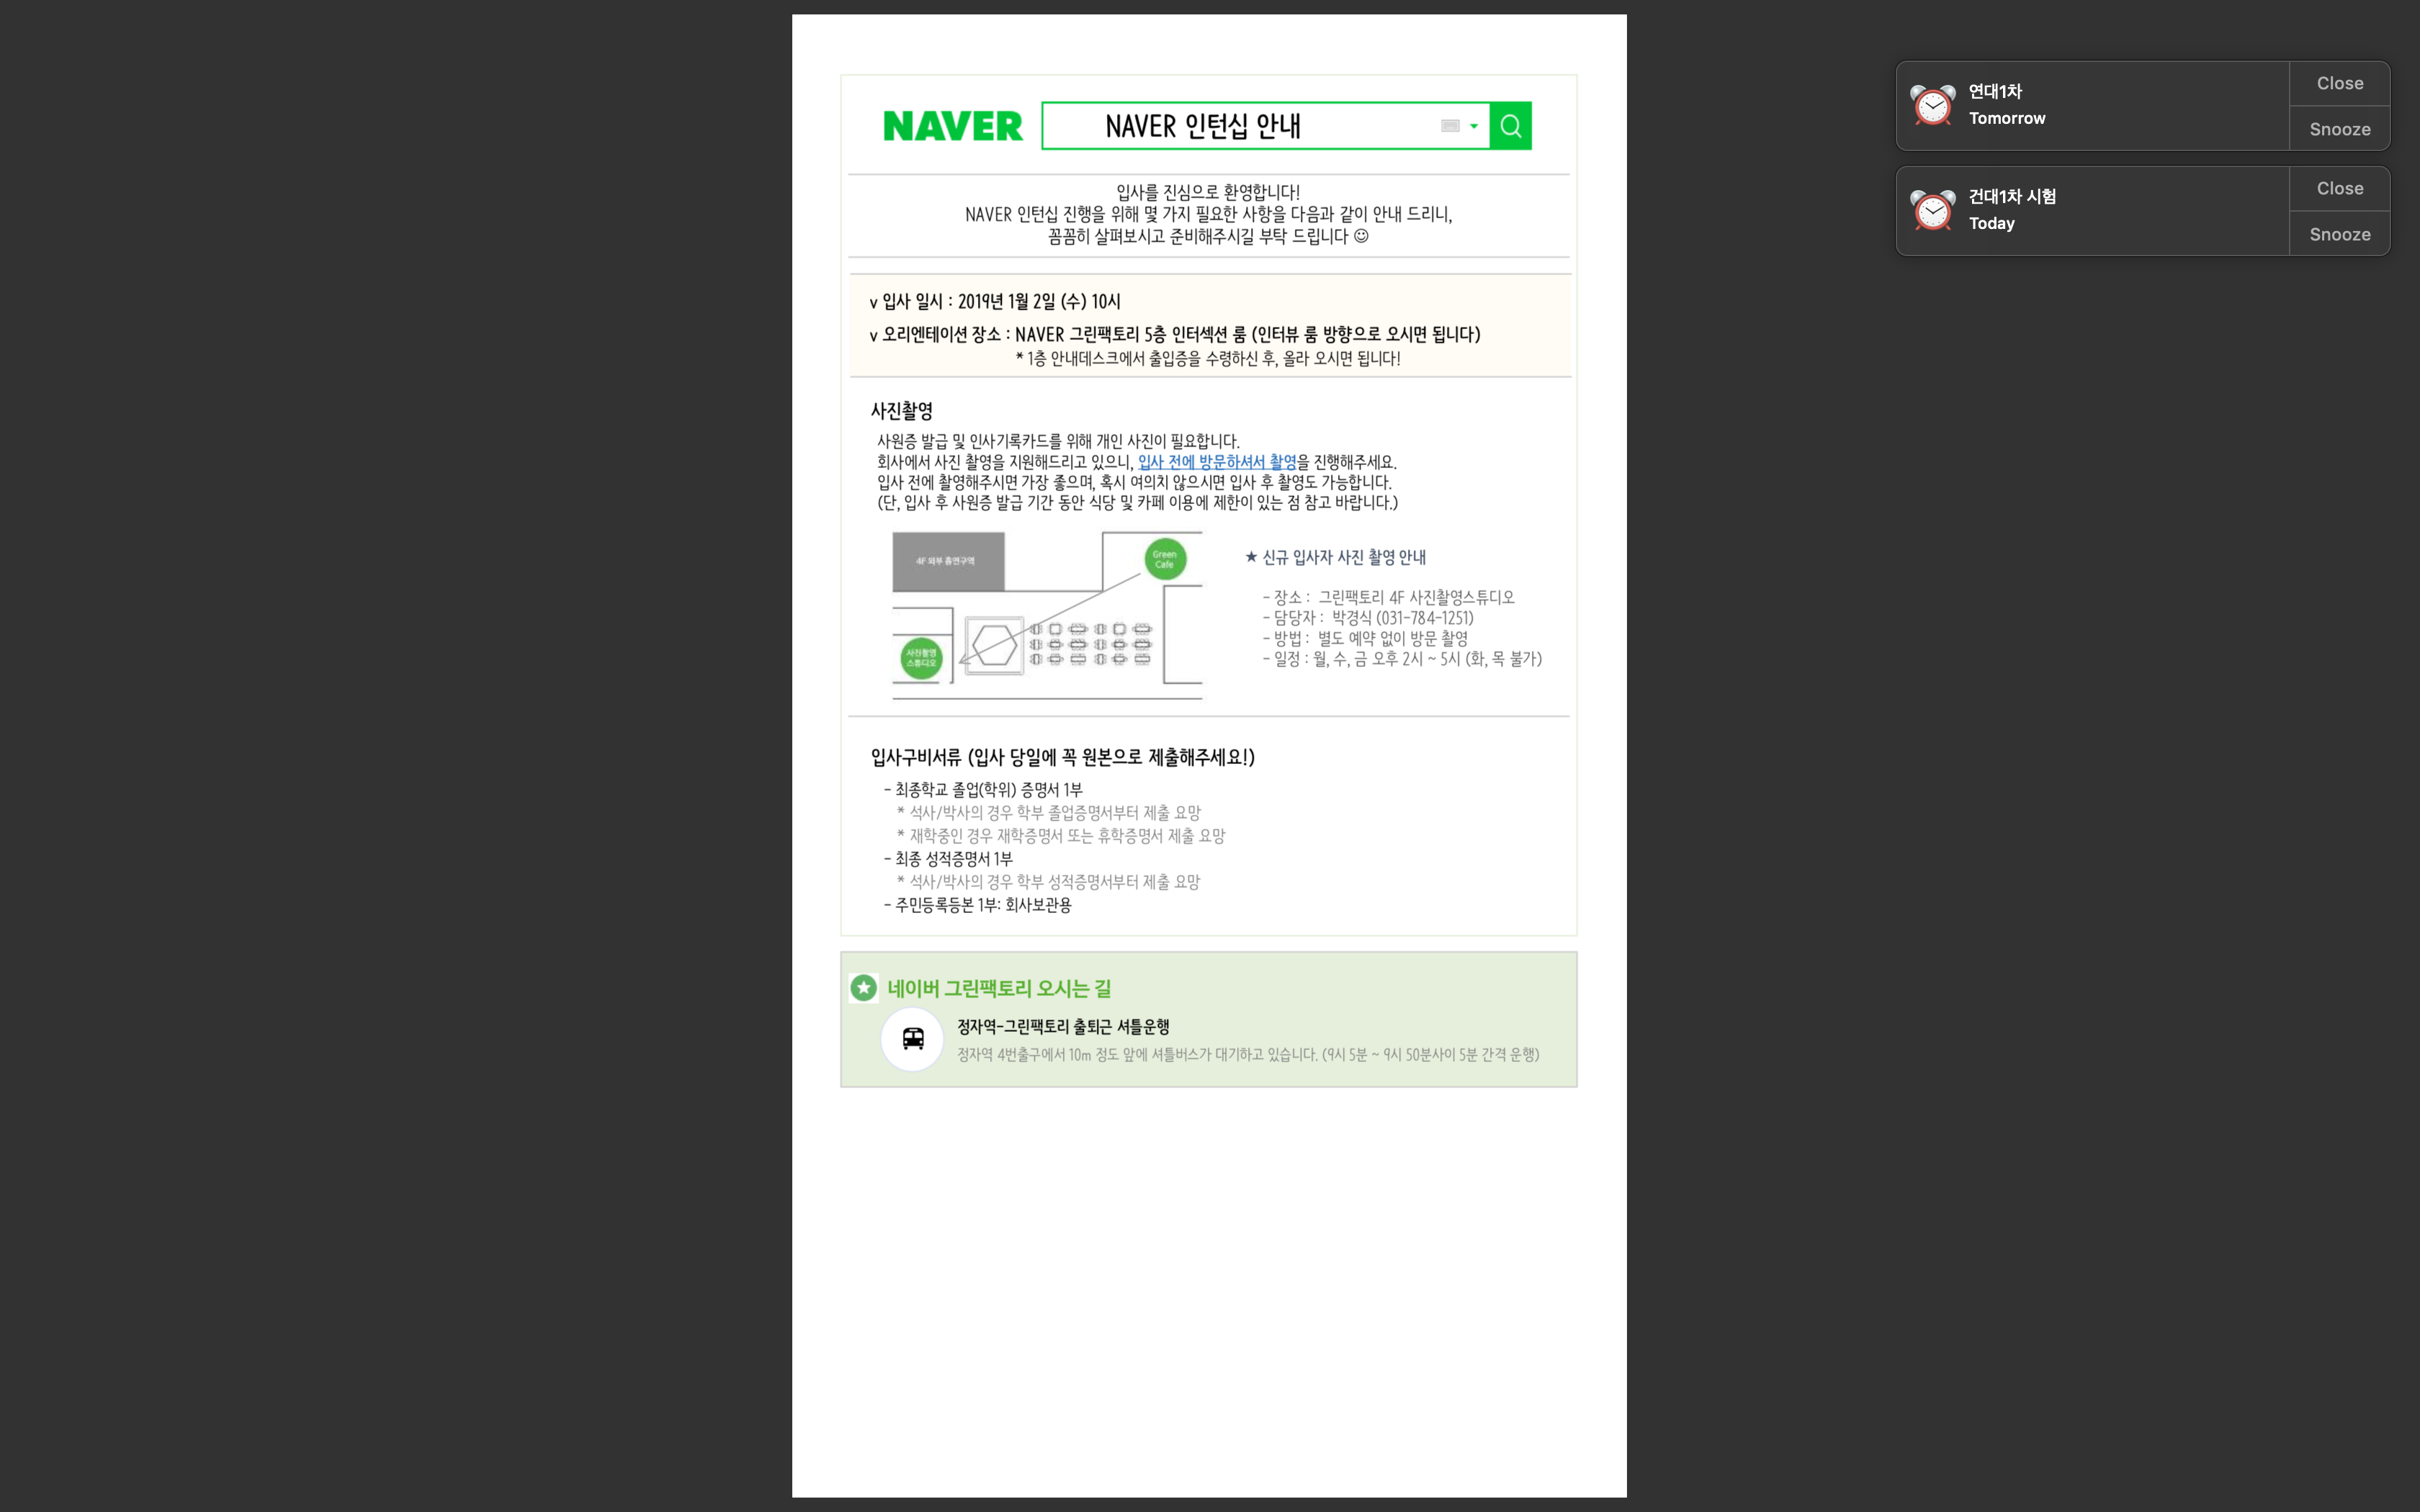 NAVER
NAVER 인턴십 안내
입사를 진심으로 환영합니다!
NAVER 인턴십 진행을 위해 몇 가지 필요한 사항을 다음과 같이 안내 드리니,
꼼꼼히 살펴보시고 준비해주시길 부탁 드립니다 ☺
v 입사 일시 : 2019년 1월 2일 (수) 10시
v 오리엔테이션 장소 : NAVER 그린팩토리 5층 인터섹션 룸 (인터뷰 룸 방향으로 오시면 됩니다)
* 1층 안내데스크에서 출입증을 수령하신 후, 올라 오시면 됩니다!
사진촬영
사원증 발급 및 인사기록카드를 위해 개인 사진이 필요합니다.
회사에서 사진 촬영을 지원해드리고 있으니, 입사 전에 방문하셔서 촬영을 진행해주세요.
입사 전에 촬영해주시면 가장 좋으며, 혹시 여의치 않으시면 입사 후 촬영도 가능합니다.
(단, 입사 후 사원증 발급 기간 동안 식당 및 카페 이용에 제한이 있는 점 참고 바랍니다.)
4F 외부 흡연구역
Green
Cafe
사진촬영
스튜디오
★ 신규 입사자 사진 촬영 안내
- 장소 : 그린팩토리 4F 사진촬영스튜디오
- 담당자 : 박경식 (031-784-1251)
- 방법 : 별도 예약 없이 방문 촬영
- 일정 : 월, 수, 금 오후 2시 ~ 5시 (화, 목 불가)
입사구비서류 (입사 당일에 꼭 원본으로 제출해주세요!)
- 최종학교 졸업(학위) 증명서 1부
* 석사/박사의 경우 학부 졸업증명서부터 제출 요망
* 재학중인 경우 재학증명서 또는 휴학증명서 제출 요망
- 최종 성적증명서 1부
* 석사/박사의 경우 학부 성적증명서부터 제출 요망
- 주민등록등본 1부: 회사보관용
네이버 그린팩토리 오시는 길
정자역-그린팩토리 출퇴근 셔틀운행
정자역 4번출구에서 10m 정도 앞에 셔틀버스가 대기하고 있습니다. (9시 5분 ~ 9시 50분사이 5분 간격 운행)
연대1차
Tomorrow
Close
Snooze
건대1차 시험
Today
Close
Snooze